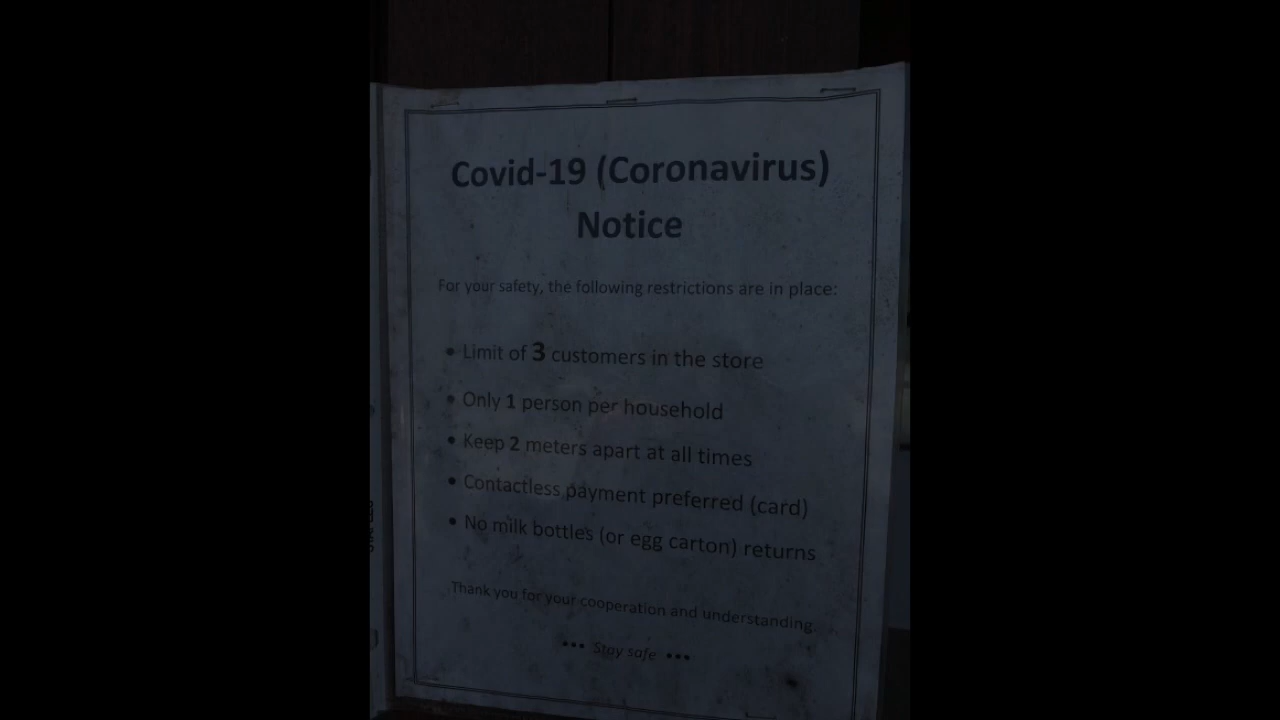 Covid-19 (Coronavirus)
Notice
For your safety, the following restrictions are in place:
• Limit of 3 customers in the store
• Only 1 person per household
• Keep 2 meters apart at all times
• Contactless payment preferred (card)
• No milk bottles (or egg carton) returns
Thank you for your cooperation and understanding.
••• Stay safe •••